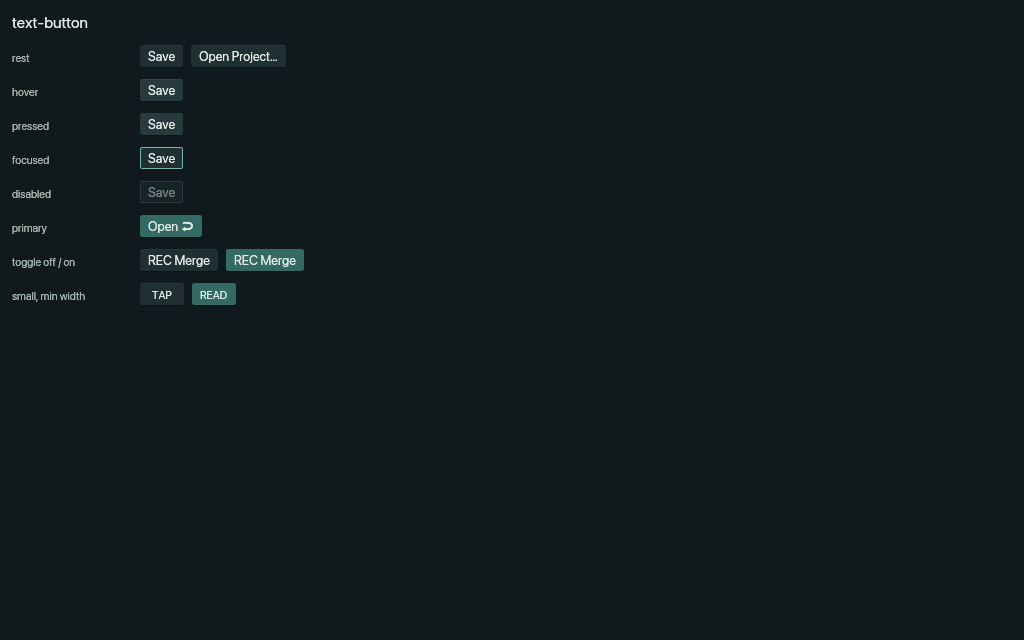 text-button
rest Save Open Project...
hover Save
pressed Save
focused Save
disabled Save
primary Open
toggle off / on REC Merge REC Merge
small, min width TAP READ